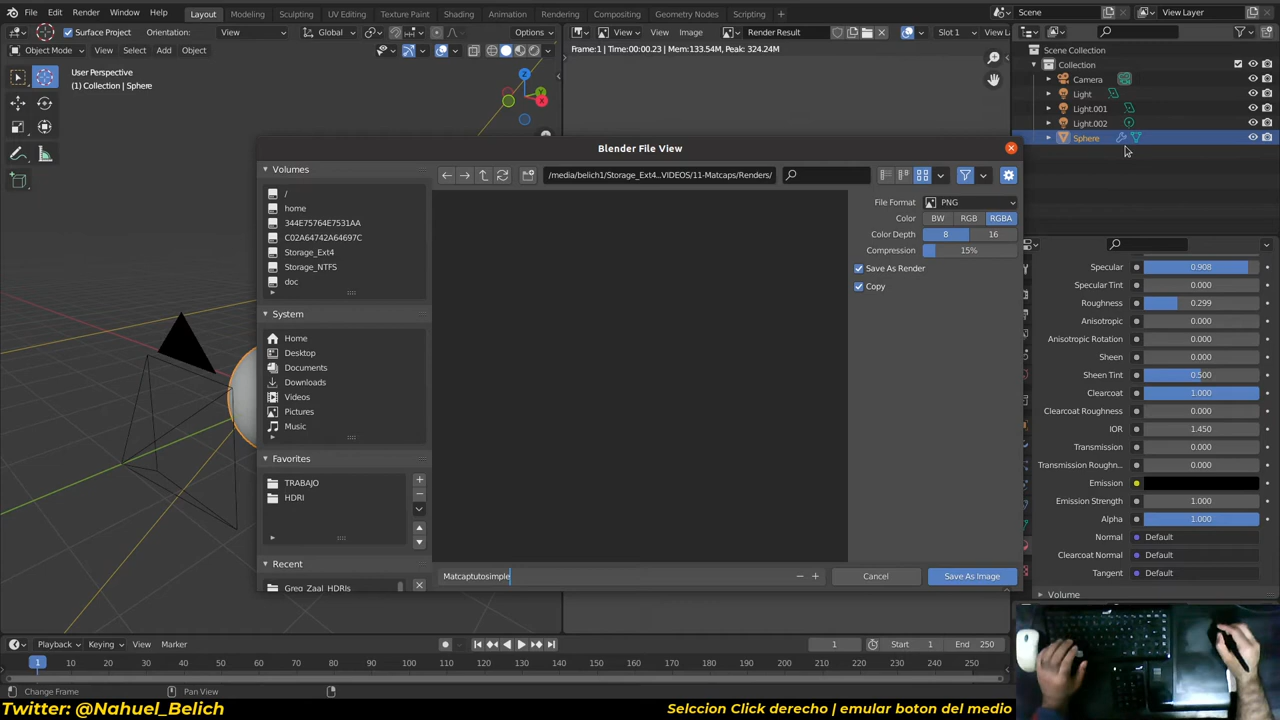 File Edit Render Window Help Layout Modeling Sculpting UV Editing Texture Paint Shading Animation Rendering Compositing Geometry Nodes Scripting Scene View Layer
Surface Project Orientation: View Global Options View View Image Render Result Slot 1 View L
Object Mode View Select Add Object
User Perspective
(1) Collection | Sphere
Frame:1 | Time:00:00.23 | Mem:133.54M, Peak: 324.24M
Scene Collection
Collection
Camera
Light
Light.001
Light.002
Sphere
Blender File View
Volumes
/
home
344E75764E7531AA
C02A64742A64697C
Storage_Ext4
Storage_NTFS
doc
System
Home
Desktop
Documents
Downloads
Videos
Pictures
Music
Favorites
TRABAJO
HDRI
Recent
Greg_Zaal_HDRIs
/media/belich1/Storage_Ext4..VIDEOS/11-Matcaps/Renders/
File Format PNG
Color BW RGB RGBA
Color Depth 8 16
Compression 15%
Save As Render
Copy
Matcaptutosimple
Cancel Save As Image
Specular 0.908
Specular Tint 0.000
Roughness 0.299
Anisotropic 0.000
Anisotropic Rotation 0.000
Sheen 0.000
Sheen Tint 0.500
Clearcoat 1.000
Clearcoat Roughness 0.000
IOR 1.450
Transmission 0.000
Transmission Roughn... 0.000
Emission
Emission Strength 1.000
Alpha 1.000
Normal Default
Clearcoat Normal Default
Tangent Default
Volume
Playback Keying View Marker 1 Start 1 End 250
1 10 20 30 40 50 60 70 80 90 100 110 120 130 140 150 160 170 180 190 200 210 220 230 240 250
Change Frame Pan View
Twitter: @Nahuel_Belich Selccion Click derecho | emular boton del medio